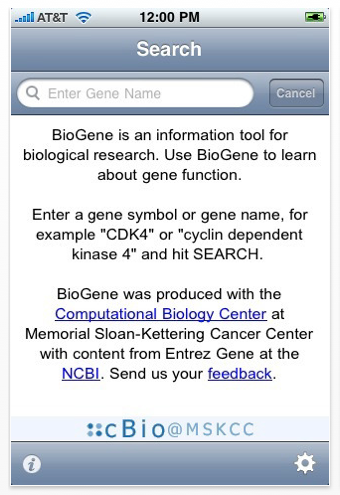 AT&T 12:00 PM
Search
Enter Gene Name Cancel
BioGene is an information tool for
biological research. Use BioGene to learn
about gene function.
Enter a gene symbol or gene name, for
example "CDK4" or "cyclin dependent
kinase 4" and hit SEARCH.
BioGene was produced with the
Computational Biology Center at
Memorial Sloan-Kettering Cancer Center
with content from Entrez Gene at the
NCBI. Send us your feedback.
cBio@MSKCC